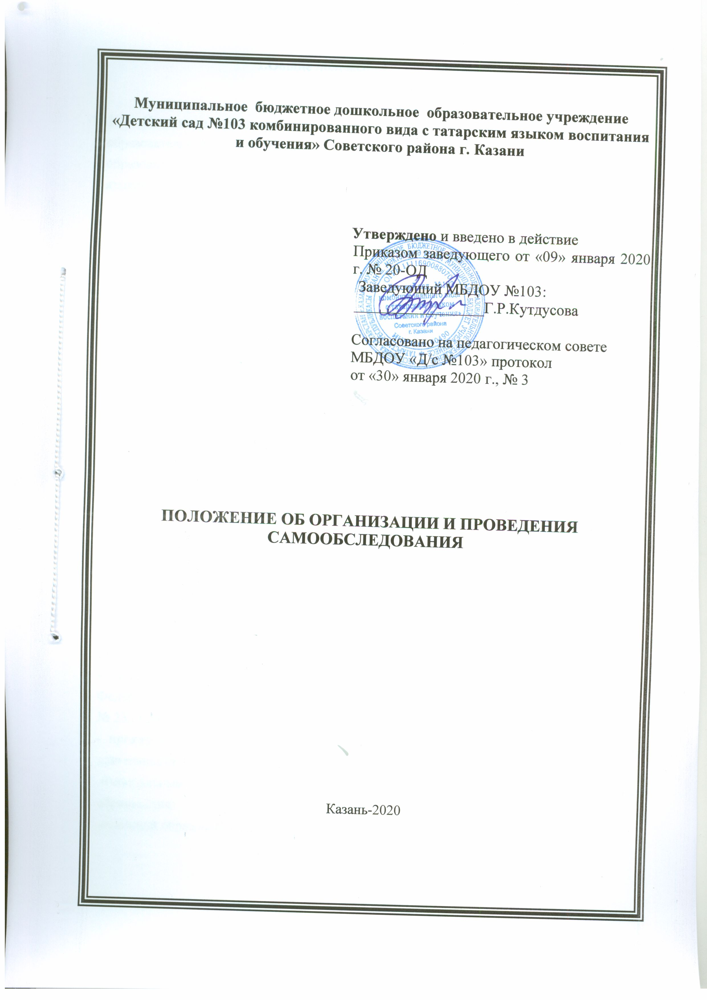 Муниципальное бюджетное дошкольное образовательное учреждение
«Детский сад №103 комбинированного вида с татарским языком воспитания
и обучения» Советского района г. Казани
Утверждено и введено в действие
Приказом заведующего от «09» января 2020
г. № 20-ОД
Заведующий МБДОУ №103:
Г.Р.Кутдусова
комбинированного вида
с татарским языком
воспитания и обучения»
Советского района
г. Казани
Согласовано на педагогическом совете
МБДОУ «Д/с №103» протокол
от «30» января 2020 г., № 3
ПОЛОЖЕНИЕ ОБ ОРГАНИЗАЦИИ И ПРОВЕДЕНИЯ
САМООБСЛЕДОВАНИЯ
Казань-2020